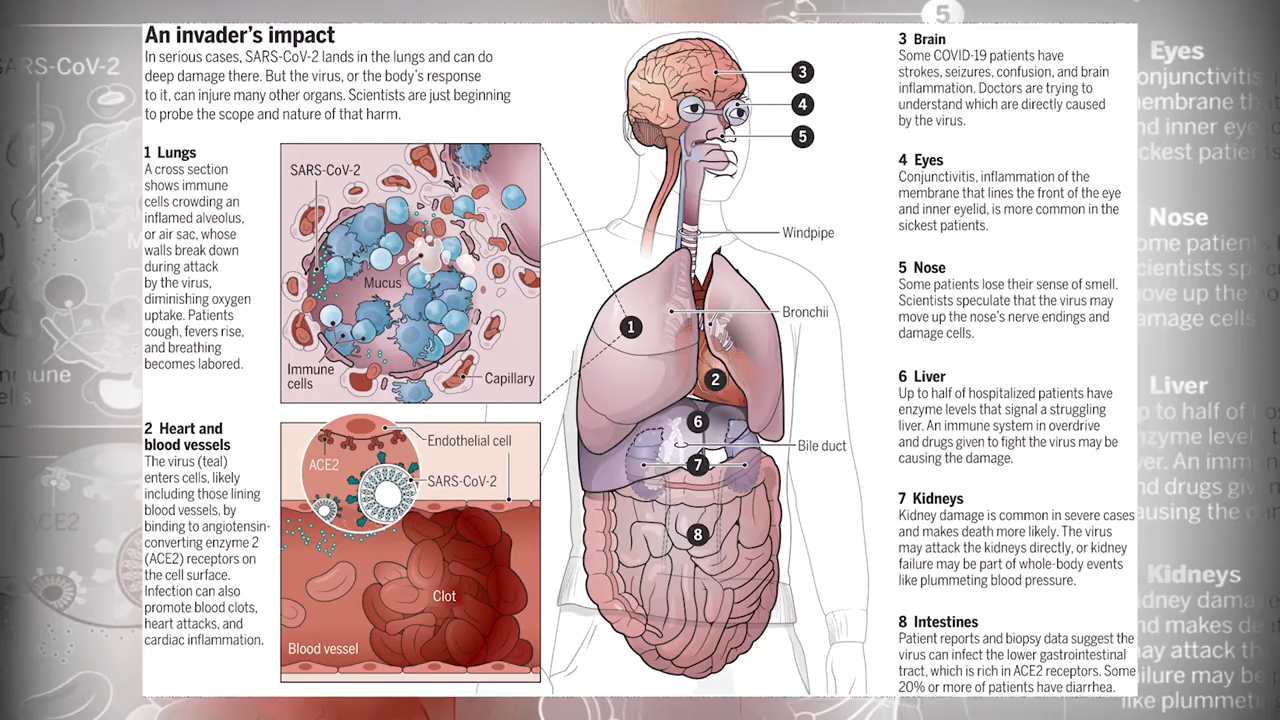 An invader's impact
In serious cases, SARS-CoV-2 lands in the lungs and can do
deep damage there. But the virus, or the body's response
to it, can injure many other organs. Scientists are just beginning
to probe the scope and nature of that harm.
1 Lungs
A cross section
shows immune
cells crowding an
inflamed alveolus,
or air sac, whose
walls break down
during attack
by the virus,
diminishing oxygen
uptake. Patients
cough, fevers rise,
and breathing
becomes labored.
SARS-CoV-2
Mucus
Immune
cells
Capillary
2 Heart and
blood vessels
The virus (teal)
enters cells, likely
including those lining
blood vessels, by
binding to angiotensin-
converting enzyme 2
(ACE2) receptors on
the cell surface.
Infection can also
promote blood clots,
heart attacks, and
cardiac inflammation.
Endothelial cell
ACE2
SARS-CoV-2
Clot
Blood vessel
3
4
5
Windpipe
Bronchii
1
2
6
Bile duct
7
8
3 Brain
Some COVID-19 patients have
strokes, seizures, confusion, and brain
inflammation. Doctors are trying to
understand which are directly caused
by the virus.
4 Eyes
Conjunctivitis, inflammation of the
membrane that lines the front of the eye
and inner eyelid, is more common in the
sickest patients.
5 Nose
Some patients lose their sense of smell.
Scientists speculate that the virus may
move up the nose's nerve endings and
damage cells.
6 Liver
Up to half of hospitalized patients have
enzyme levels that signal a struggling
liver. An immune system in overdrive
and drugs given to fight the virus may be
causing the damage.
7 Kidneys
Kidney damage is common in severe cases
and makes death more likely. The virus
may attack the kidneys directly, or kidney
failure may be part of whole-body events
like plummeting blood pressure.
8 Intestines
Patient reports and biopsy data suggest the
virus can infect the lower gastrointestinal
tract, which is rich in ACE2 receptors. Some
20% or more of patients have diarrhea.
5
Eyes
Nose
Liver
Kidneys
ACE2